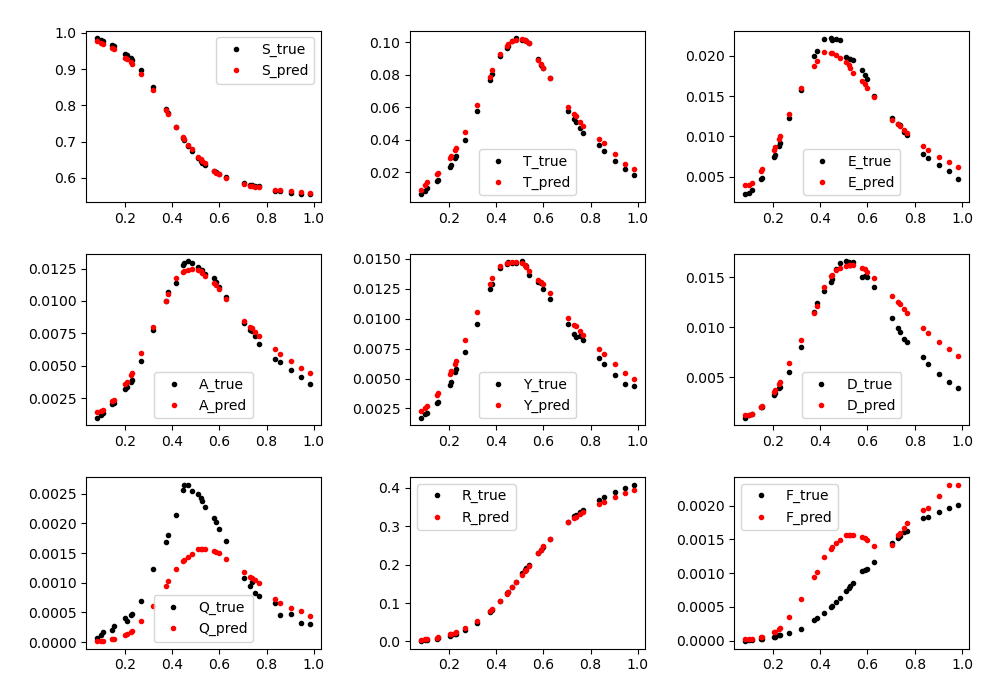 1.0
0.9
0.8
0.7
0.6
S_true
S_pred
0.2 0.4 0.6 0.8 1.0
0.10
0.08
0.06
0.04
0.02
T_true
T_pred
0.2 0.4 0.6 0.8 1.0
0.020
0.015
0.010
0.005
E_true
E_pred
0.2 0.4 0.6 0.8 1.0
0.0125
0.0100
0.0075
0.0050
0.0025
A_true
A_pred
0.2 0.4 0.6 0.8 1.0
0.0150
0.0125
0.0100
0.0075
0.0050
0.0025
Y_true
Y_pred
0.2 0.4 0.6 0.8 1.0
0.015
0.010
0.005
D_true
D_pred
0.2 0.4 0.6 0.8 1.0
0.0025
0.0020
0.0015
0.0010
0.0005
0.0000
Q_true
Q_pred
0.2 0.4 0.6 0.8 1.0
0.4
0.3
0.2
0.1
0.0
R_true
R_pred
0.2 0.4 0.6 0.8 1.0
0.0020
0.0015
0.0010
0.0005
0.0000
F_true
F_pred
0.2 0.4 0.6 0.8 1.0